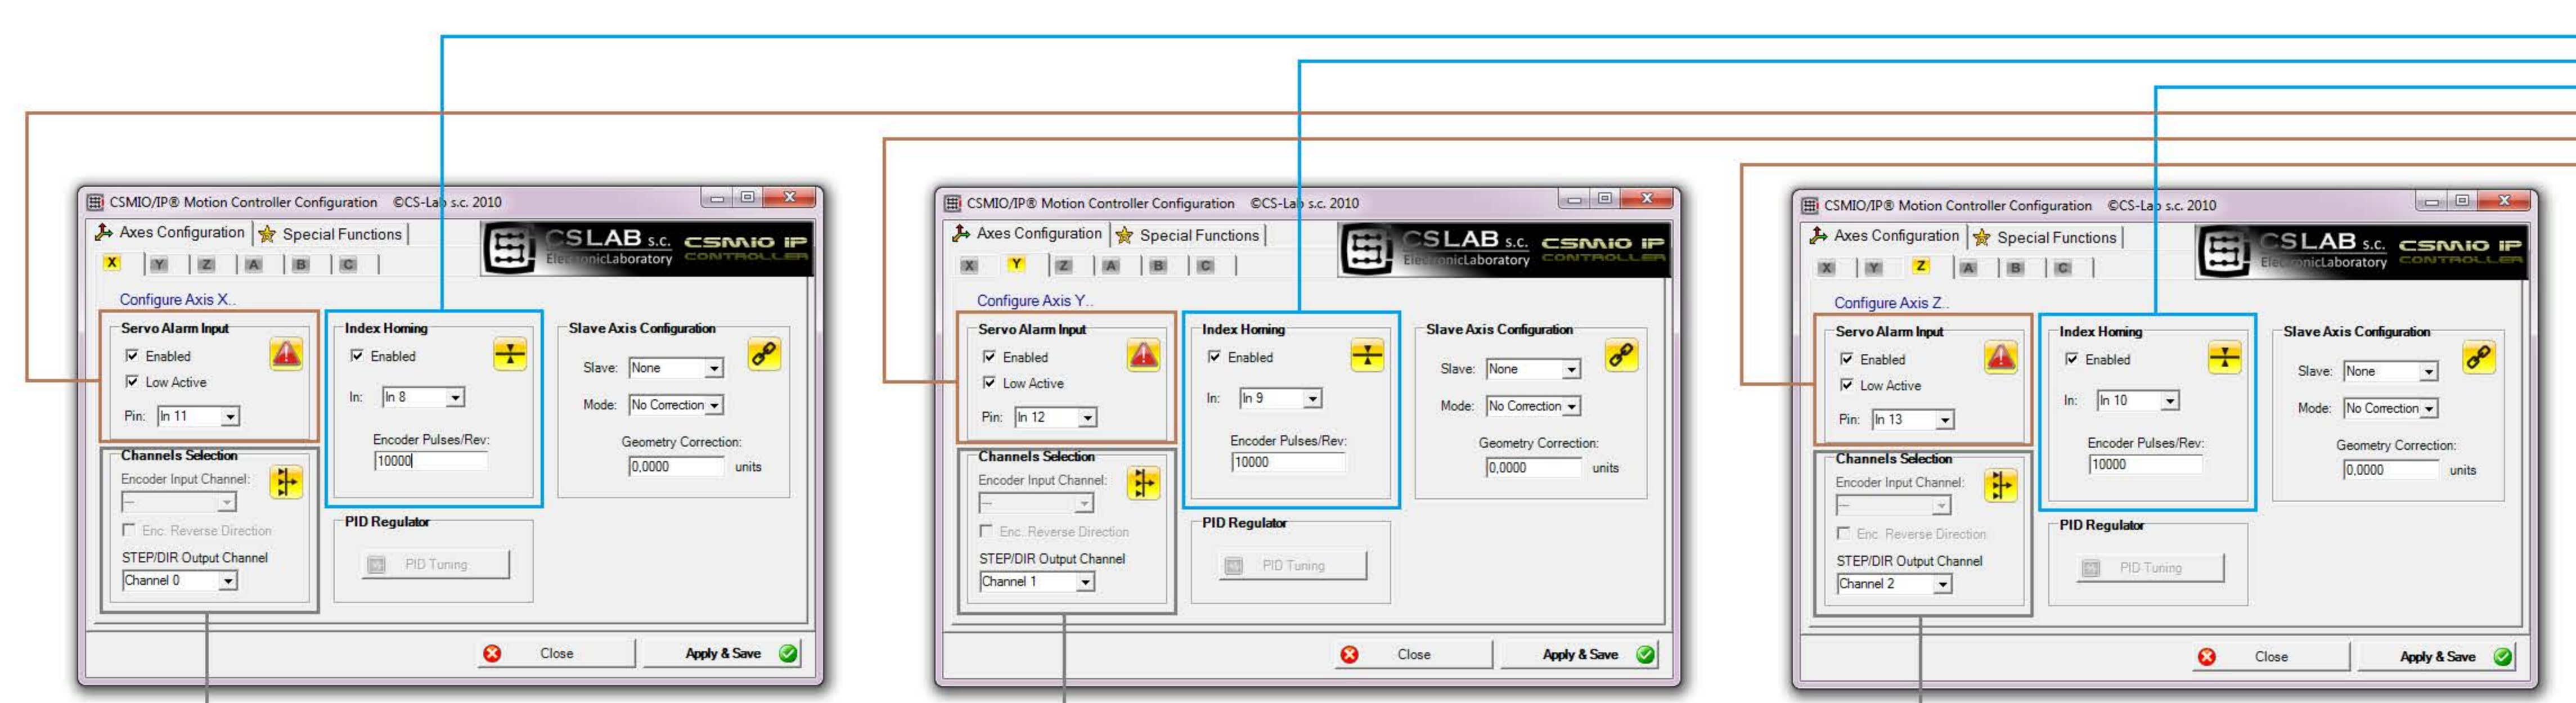 CSMIO/IP® Motion Controller Configuration ©CS-Lab s.c. 2010
Axes Configuration Special Functions
CSLAB s.c. CSMIO IP
ElectronicLaboratory CONTROLLER
X Y Z A B C
Configure Axis X..
Servo Alarm Input
Enabled
Low Active
Pin: In 11
Index Homing
Enabled
In: In 8
Encoder Pulses/Rev:
10000
Slave Axis Configuration
Slave: None
Mode: No Correction
Geometry Correction:
0,0000 units
Channels Selection
Encoder Input Channel:
---
Enc. Reverse Direction
STEP/DIR Output Channel
Channel 0
PID Regulator
PID Tuning
Close Apply & Save
CSMIO/IP® Motion Controller Configuration ©CS-Lab s.c. 2010
Axes Configuration Special Functions
CSLAB s.c. CSMIO IP
ElectronicLaboratory CONTROLLER
X Y Z A B C
Configure Axis Y..
Servo Alarm Input
Enabled
Low Active
Pin: In 12
Index Homing
Enabled
In: In 9
Encoder Pulses/Rev:
10000
Slave Axis Configuration
Slave: None
Mode: No Correction
Geometry Correction:
0,0000 units
Channels Selection
Encoder Input Channel:
---
Enc. Reverse Direction
STEP/DIR Output Channel
Channel 1
PID Regulator
PID Tuning
Close Apply & Save
CSMIO/IP® Motion Controller Configuration ©CS-Lab s.c. 2010
Axes Configuration Special Functions
CSLAB s.c. CSMIO IP
ElectronicLaboratory CONTROLLER
X Y Z A B C
Configure Axis Z..
Servo Alarm Input
Enabled
Low Active
Pin: In 13
Index Homing
Enabled
In: In 10
Encoder Pulses/Rev:
10000
Slave Axis Configuration
Slave: None
Mode: No Correction
Geometry Correction:
0,0000 units
Channels Selection
Encoder Input Channel:
---
Enc. Reverse Direction
STEP/DIR Output Channel
Channel 2
PID Regulator
PID Tuning
Close Apply & Save